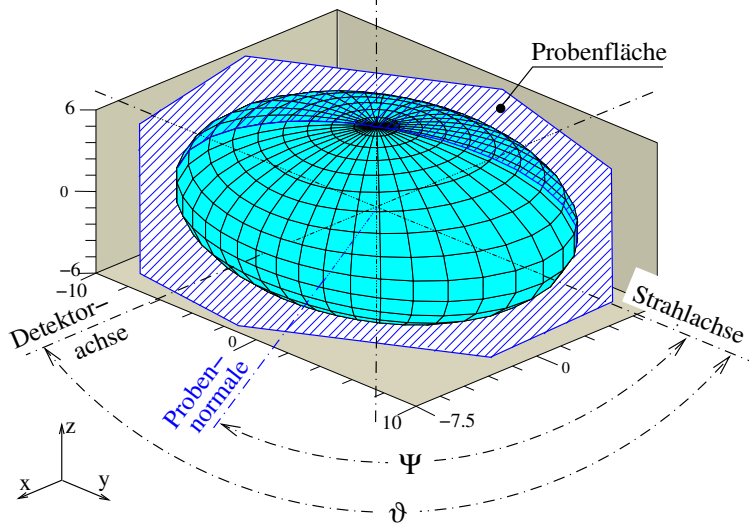 Probenfläche
6
0
−6
−10
Detektor−
achse
0
Proben−
normale
10
−7.5
0
Strahlachse
Ψ
ϑ
z
x
y